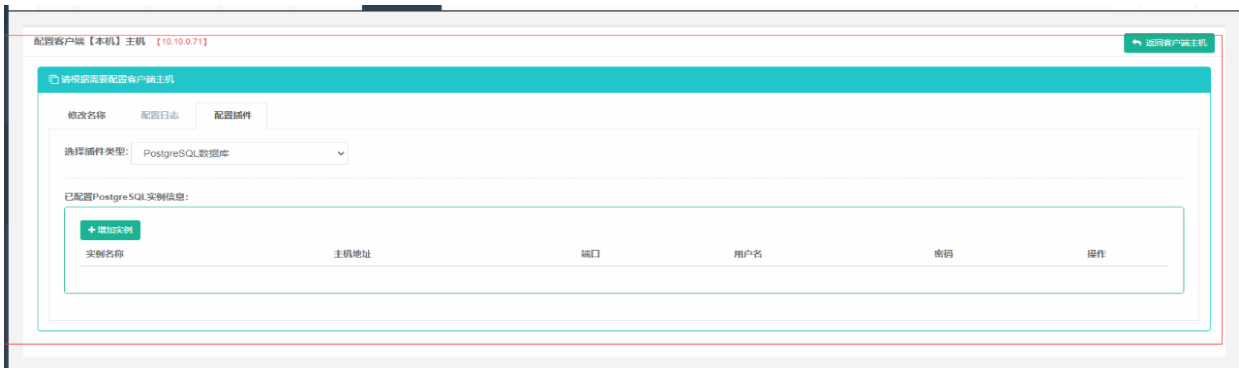 配置客户端【本机】主机 【10.10.0.71】
返回客户端主机
请根据需要配置客户端主机
修改名称 配置日志 配置插件
选择插件类型: PostgreSQL数据库
已配置PostgreSQL实例信息:
+增加实例
实例名称 主机地址 端口 用户名 密码 操作